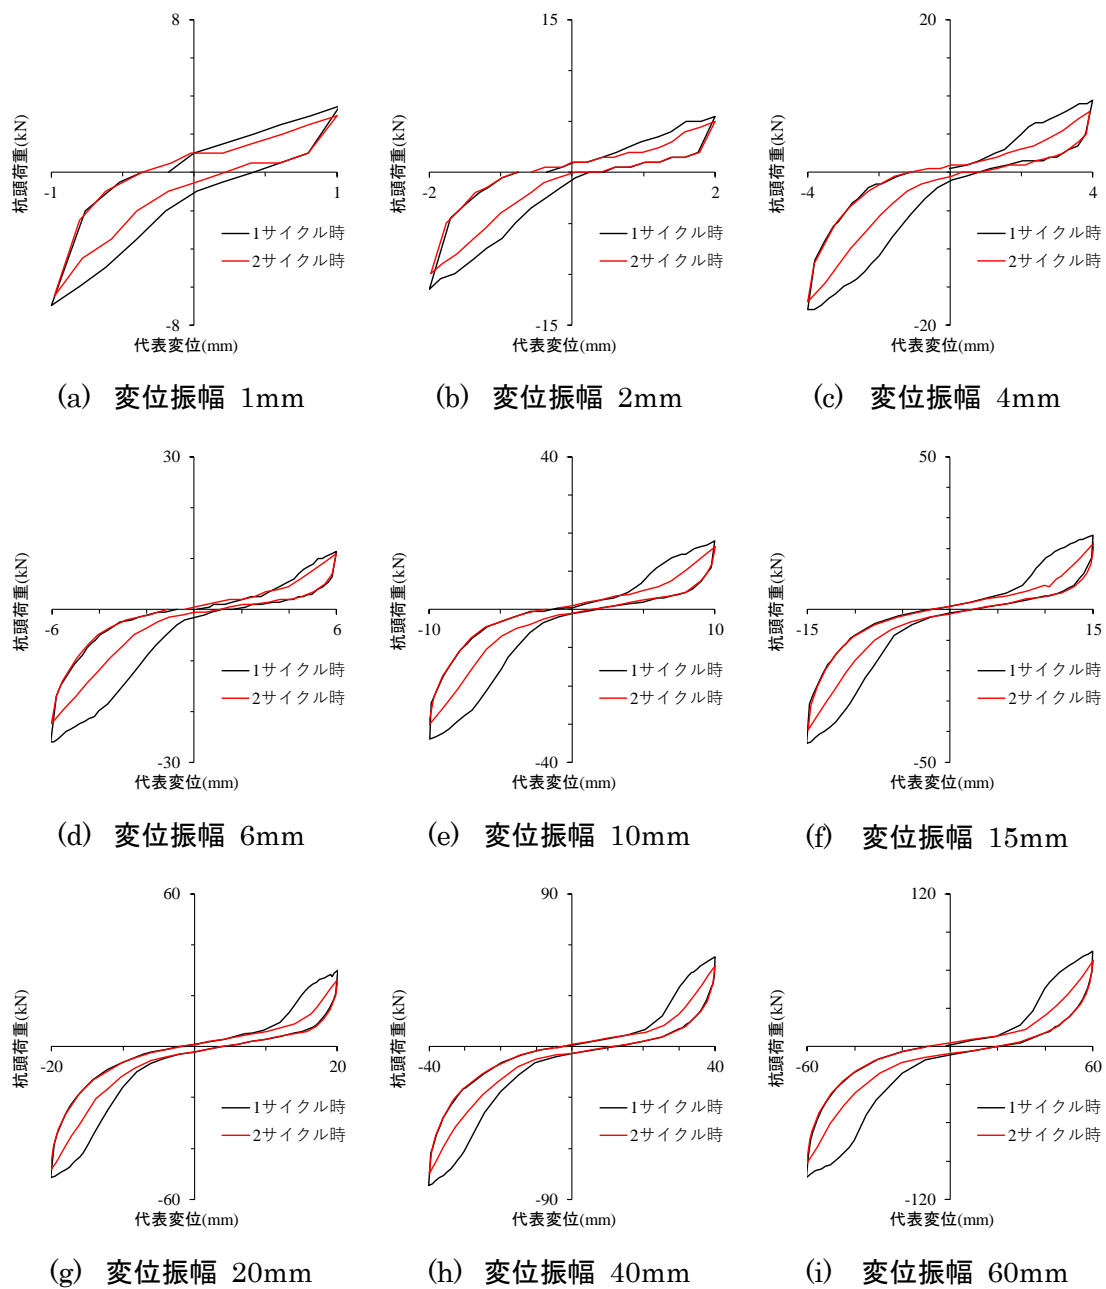 8
15
20
杭頭荷重(kN)
杭頭荷重(kN)
杭頭荷重(kN)
-1
1
-2
2
-4
4
1サイクル時
1サイクル時
1サイクル時
2サイクル時
2サイクル時
2サイクル時
-8
-15
-20
代表変位(mm)
代表変位(mm)
代表変位(mm)
(a) 変位振幅 1mm
(b) 変位振幅 2mm
(c) 変位振幅 4mm
30
40
50
杭頭荷重(kN)
杭頭荷重(kN)
杭頭荷重(kN)
-6
6
-10
10
-15
15
1サイクル時
1サイクル時
1サイクル時
2サイクル時
2サイクル時
2サイクル時
-30
-40
-50
代表変位(mm)
代表変位(mm)
代表変位(mm)
(d) 変位振幅 6mm
(e) 変位振幅 10mm
(f) 変位振幅 15mm
60
90
120
杭頭荷重(kN)
杭頭荷重(kN)
杭頭荷重(kN)
-20
20
-40
40
-60
60
1サイクル時
1サイクル時
1サイクル時
2サイクル時
2サイクル時
2サイクル時
-60
-90
-120
代表変位(mm)
代表変位(mm)
代表変位(mm)
(g) 変位振幅 20mm
(h) 変位振幅 40mm
(i) 変位振幅 60mm